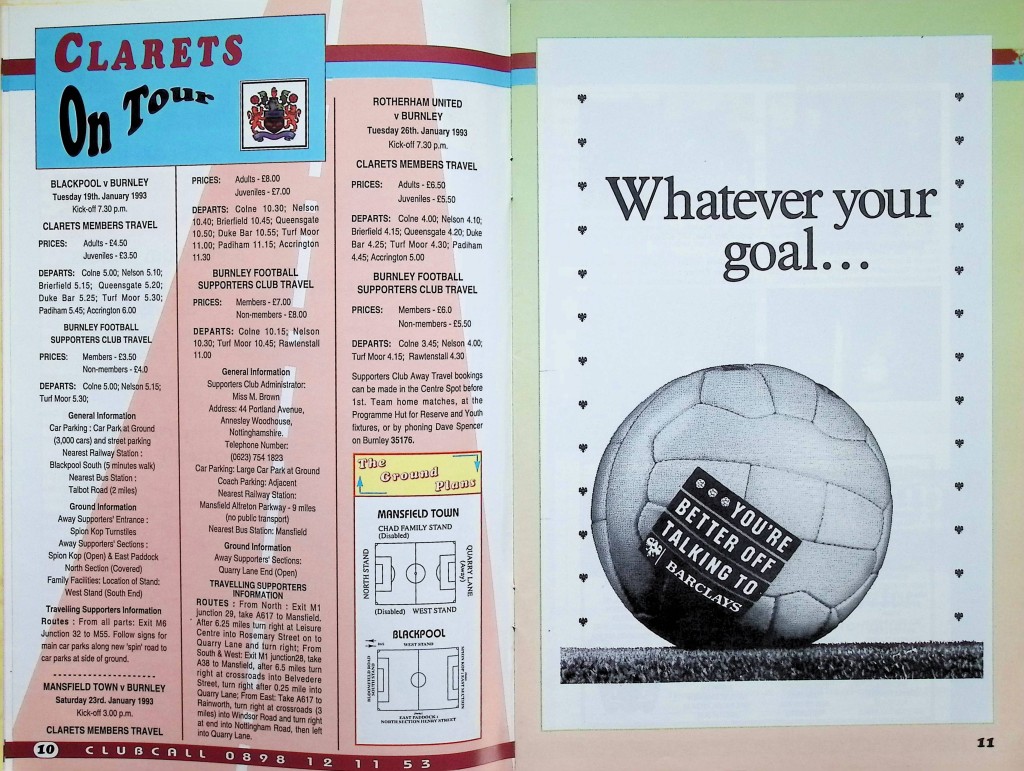 CLARETS
On Tour
BLACKPOOL v BURNLEY
Tuesday 19th. January 1993
Kick-off 7.30 p.m.
CLARETS MEMBERS TRAVEL
PRICES: Adults - £4.50
Juveniles - £3.50
DEPARTS: Colne 5.00; Nelson 5.10;
Brierfield 5.15; Queensgate 5.20;
Duke Bar 5.25; Turf Moor 5.30;
Padiham 5.45; Accrington 6.00
BURNLEY FOOTBALL
SUPPORTERS CLUB TRAVEL
PRICES: Members - £3.50
Non-members - £4.0
DEPARTS: Colne 5.00; Nelson 5.15;
Turf Moor 5.30;
General Information
Car Parking : Car Park at Ground
(3,000 cars) and street parking
Nearest Railway Station :
Blackpool South (5 minutes walk)
Nearest Bus Station :
Talbot Road (2 miles)
Ground Information
Away Supporters' Entrance :
Spion Kop Turnstiles
Away Supporters' Sections :
Spion Kop (Open) & East Paddock
North Section (Covered)
Family Facilities: Location of Stand:
West Stand (South End)
Travelling Supporters Information
Routes : From all parts: Exit M6
Junction 32 to M55. Follow signs for
main car parks along new 'spin' road to
car parks at side of ground.
MANSFIELD TOWN v BURNLEY
Saturday 23rd. January 1993
Kick-off 3.00 p.m.
CLARETS MEMBERS TRAVEL
PRICES: Adults - £8.00
Juveniles - £7.00
DEPARTS: Colne 10.30; Nelson
10.40; Brierfield 10.45; Queensgate
10.50; Duke Bar 10.55; Turf Moor
11.00; Padiham 11.15; Accrington
11.30
BURNLEY FOOTBALL
SUPPORTERS CLUB TRAVEL
PRICES: Members - £7.00
Non-members - £8.00
DEPARTS: Colne 10.15; Nelson
10.30; Turf Moor 10.45; Rawtenstall
11.00
General Information
Supporters Club Administrator:
Miss M. Brown
Address: 44 Portland Avenue,
Annesley Woodhouse,
Nottinghamshire.
Telephone Number:
(0623) 754 1823
Car Parking: Large Car Park at Ground
Coach Parking: Adjacent
Nearest Railway Station:
Mansfield Alfreton Parkway - 9 miles
(no public transport)
Nearest Bus Station: Mansfield
Ground Information
Away Supporters' Sections:
Quarry Lane End (Open)
TRAVELLING SUPPORTERS
INFORMATION
ROUTES : From North : Exit M1
junction 29, take A617 to Mansfield.
After 6.25 miles turn right at Leisure
Centre into Rosemary Street on to
Quarry Lane and turn right; From
South & West: Exit M1 junction28, take
A38 to Mansfield, after 6.5 miles turn
right at crossroads into Belvedere
Street, turn right after 0.25 mile into
Quarry Lane; From East: Take A617 to
Rainworth, turn right at crossroads (3
miles) into Windsor Road and turn right
at end into Nottingham Road, then left
into Quarry Lane.
ROTHERHAM UNITED
v BURNLEY
Tuesday 26th. January 1993
Kick-off 7.30 p.m.
CLARETS MEMBERS TRAVEL
PRICES: Adults - £6.50
Juveniles - £5.50
DEPARTS: Colne 4.00; Nelson 4.10;
Brierfield 4.15; Queensgate 4.20; Duke
Bar 4.25; Turf Moor 4.30; Padiham
4.45; Accrington 5.00
BURNLEY FOOTBALL
SUPPORTERS CLUB TRAVEL
PRICES: Members - £6.0
Non-members - £5.50
DEPARTS: Colne 3.45; Nelson 4.00;
Turf Moor 4.15; Rawtenstall 4.30
Supporters Club Away Travel bookings
can be made in the Centre Spot before
1st. Team home matches, at the
Programme Hut for Reserve and Youth
fixtures, or by phoning Dave Spencer
on Burnley 35176.
The
Ground
Plans
MANSFIELD TOWN
CHAD FAMILY STAND
(Disabled)
NORTH STAND
QUARRY LANE
(Away)
(Disabled) WEST STAND
BLACKPOOL
WEST STAND
BLOOMFIELD ROAD
SOUTH STAND
EAST PADDOCK
NORTH SECTION HENRY STREET
10 CLUBCALL 0898 12 11 53
Whatever your
goal...
YOU'RE
BETTER OFF
TALKING TO
BARCLAYS
11